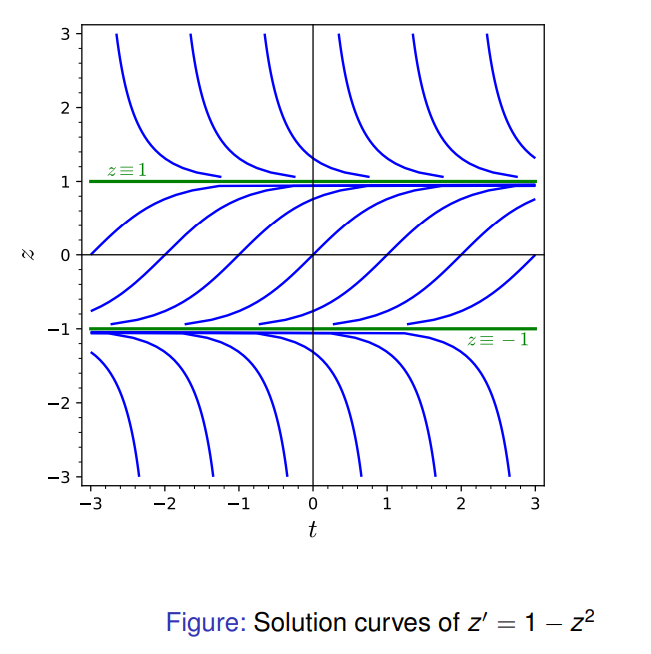 3
2
z ≡ 1
1
z
0
−1
z ≡ − 1
−2
−3
−3 −2 −1 0 1 2 3
t
Figure: Solution curves of z′ = 1 − z²